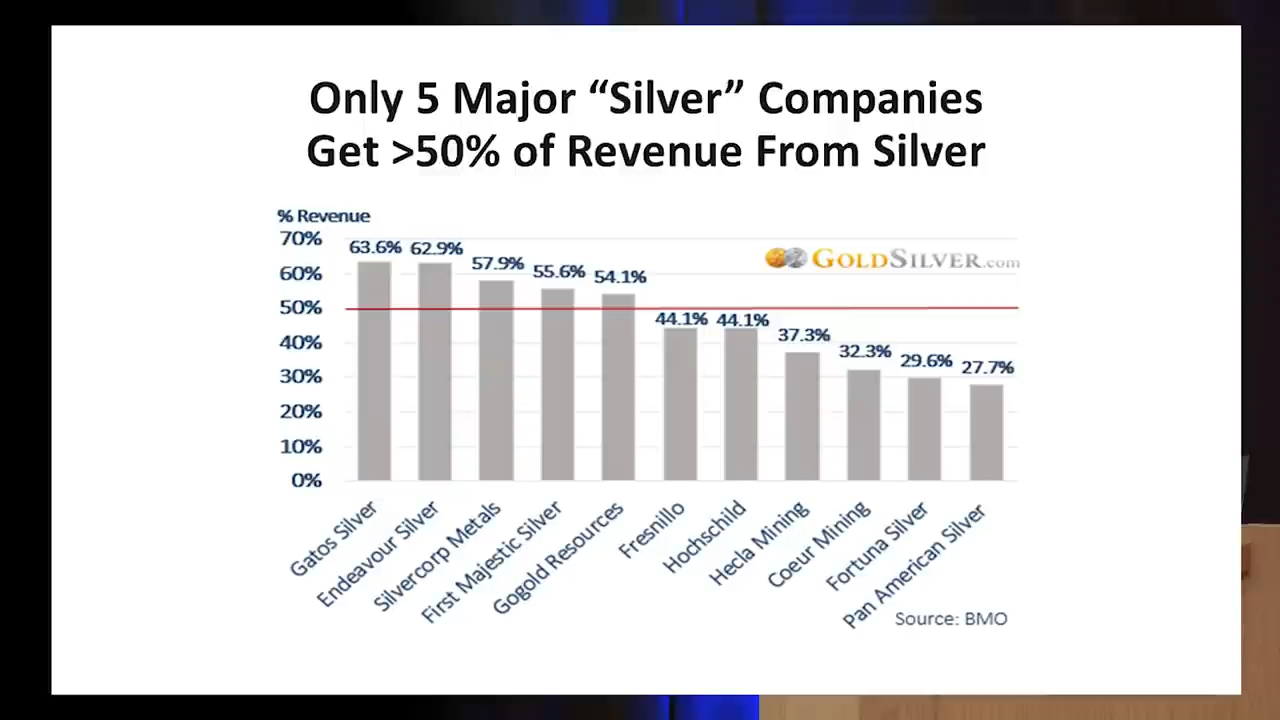 Only 5 Major “Silver” Companies
Get >50% of Revenue From Silver
% Revenue
GOLDSILVER.com
70%
60%
50%
40%
30%
20%
10%
0%
63.6%
62.9%
57.9%
55.6%
54.1%
44.1%
44.1%
37.3%
32.3%
29.6%
27.7%
Gatos Silver
Endeavour Silver
Silvercorp Metals
First Majestic Silver
Gogold Resources
Fresnillo
Hochschild
Hecla Mining
Coeur Mining
Fortuna Silver
Pan American Silver
Source: BMO